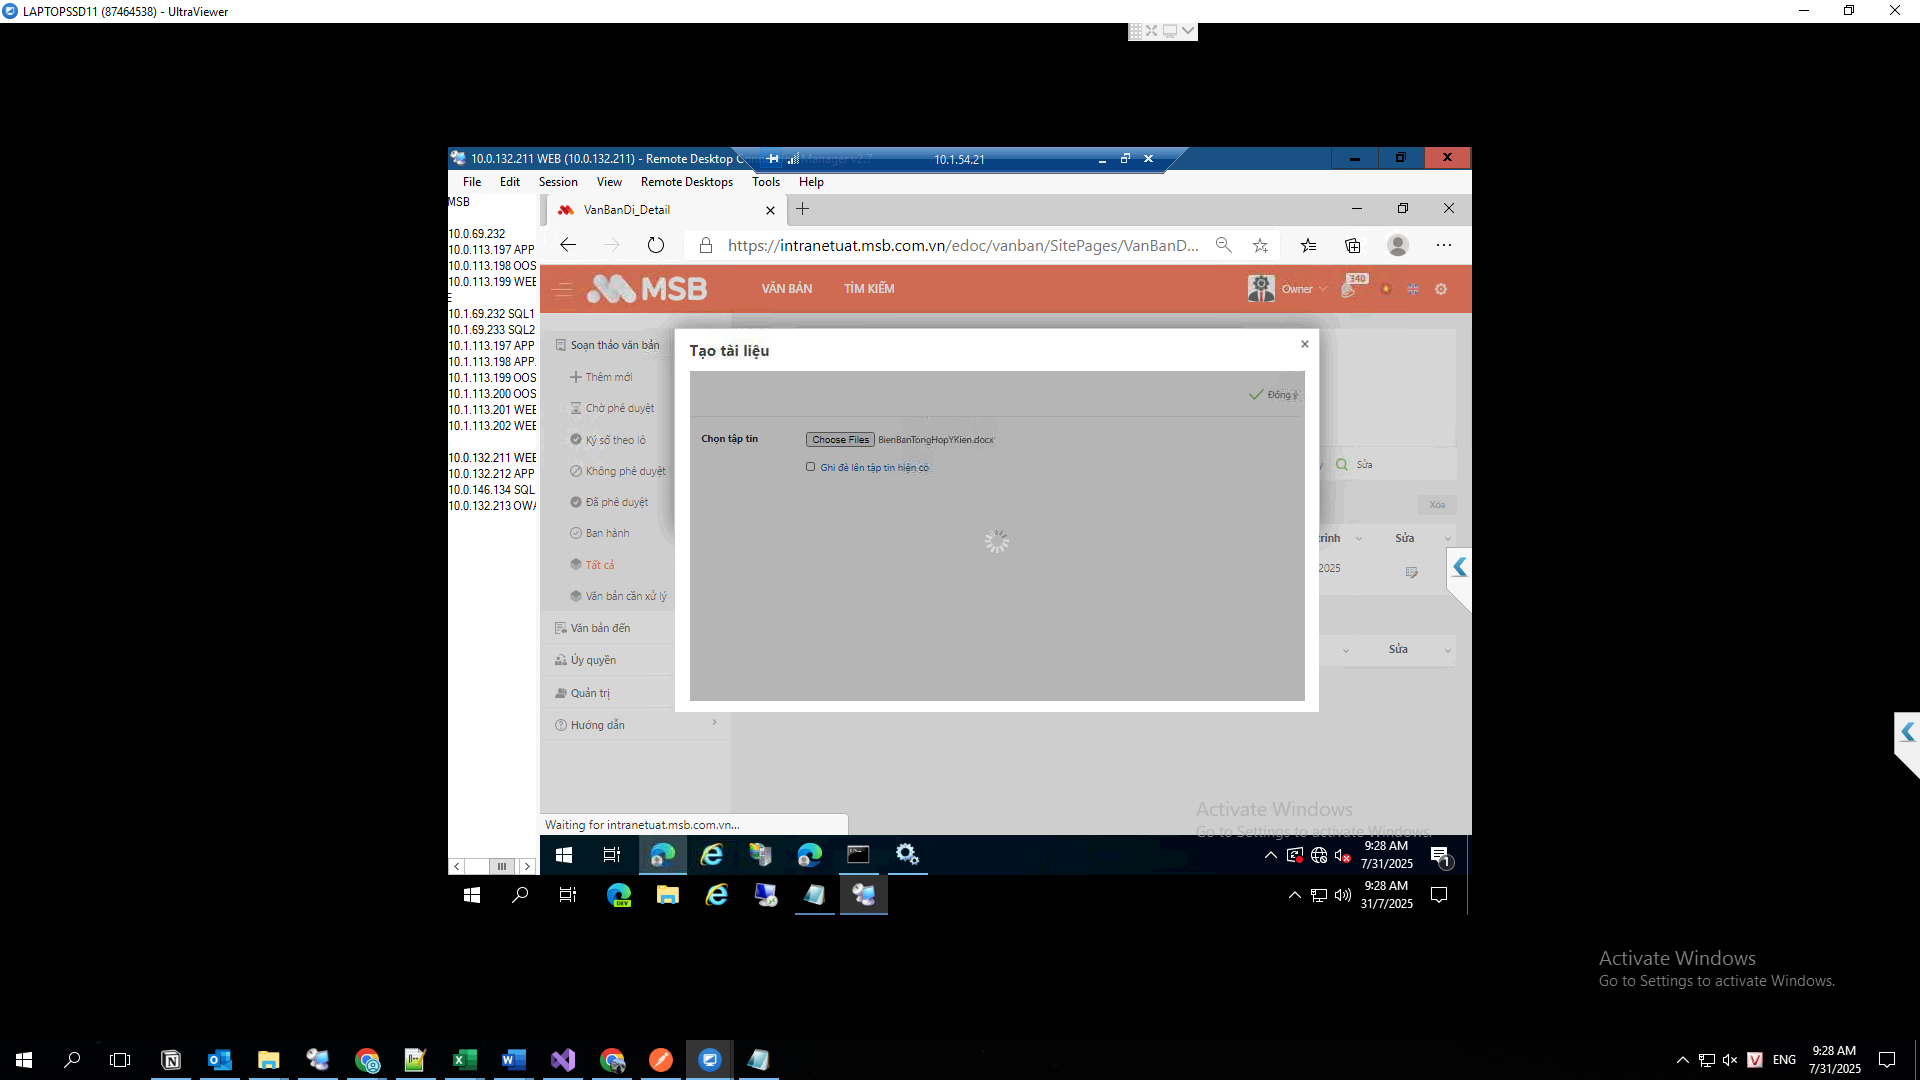 LAPTOPSSD11 (87464538) - UltraViewer
10.0.132.211 WEB (10.0.132.211) - Remote Desktop Connection Manager v2.7
10.1.54.21
File Edit Session View Remote Desktops Tools Help
MSB
10.0.69.232
10.0.113.197 APP
10.0.113.198 OOS
10.0.113.199 WEB
E
10.1.69.232 SQL1
10.1.69.233 SQL2
10.1.113.197 APP
10.1.113.198 APP
10.1.113.199 OOS
10.1.113.200 OOS
10.1.113.201 WEB
10.1.113.202 WEB
10.0.132.211 WEB
10.0.132.212 APP
10.0.146.134 SQL
10.0.132.213 OWA
VanBanDi_Detail
https://intranetuat.msb.com.vn/edoc/vanban/SitePages/VanBanD...
MSB
VĂN BẢN
TÌM KIẾM
Owner
340
Soạn thảo văn bản
Thêm mới
Chờ phê duyệt
Ký số theo lô
Không phê duyệt
Đã phê duyệt
Ban hành
Tất cả
Văn bản cần xử lý
Văn bản đến
Ủy quyền
Quản trị
Hướng dẫn
Tạo tài liệu
Đồng ý
Chọn tập tin
Choose Files BienBanTongHopYKien.docx
Ghi đè lên tập tin hiện có
y
Sửa
Xóa
trình
Sửa
2025
Sửa
Waiting for intranetuat.msb.com.vn...
Activate Windows
Go to Settings to activate Windows.
9:28 AM
7/31/2025
1
9:28 AM
31/7/2025
DEV
Activate Windows
Go to Settings to activate Windows.
ENG
9:28 AM
7/31/2025